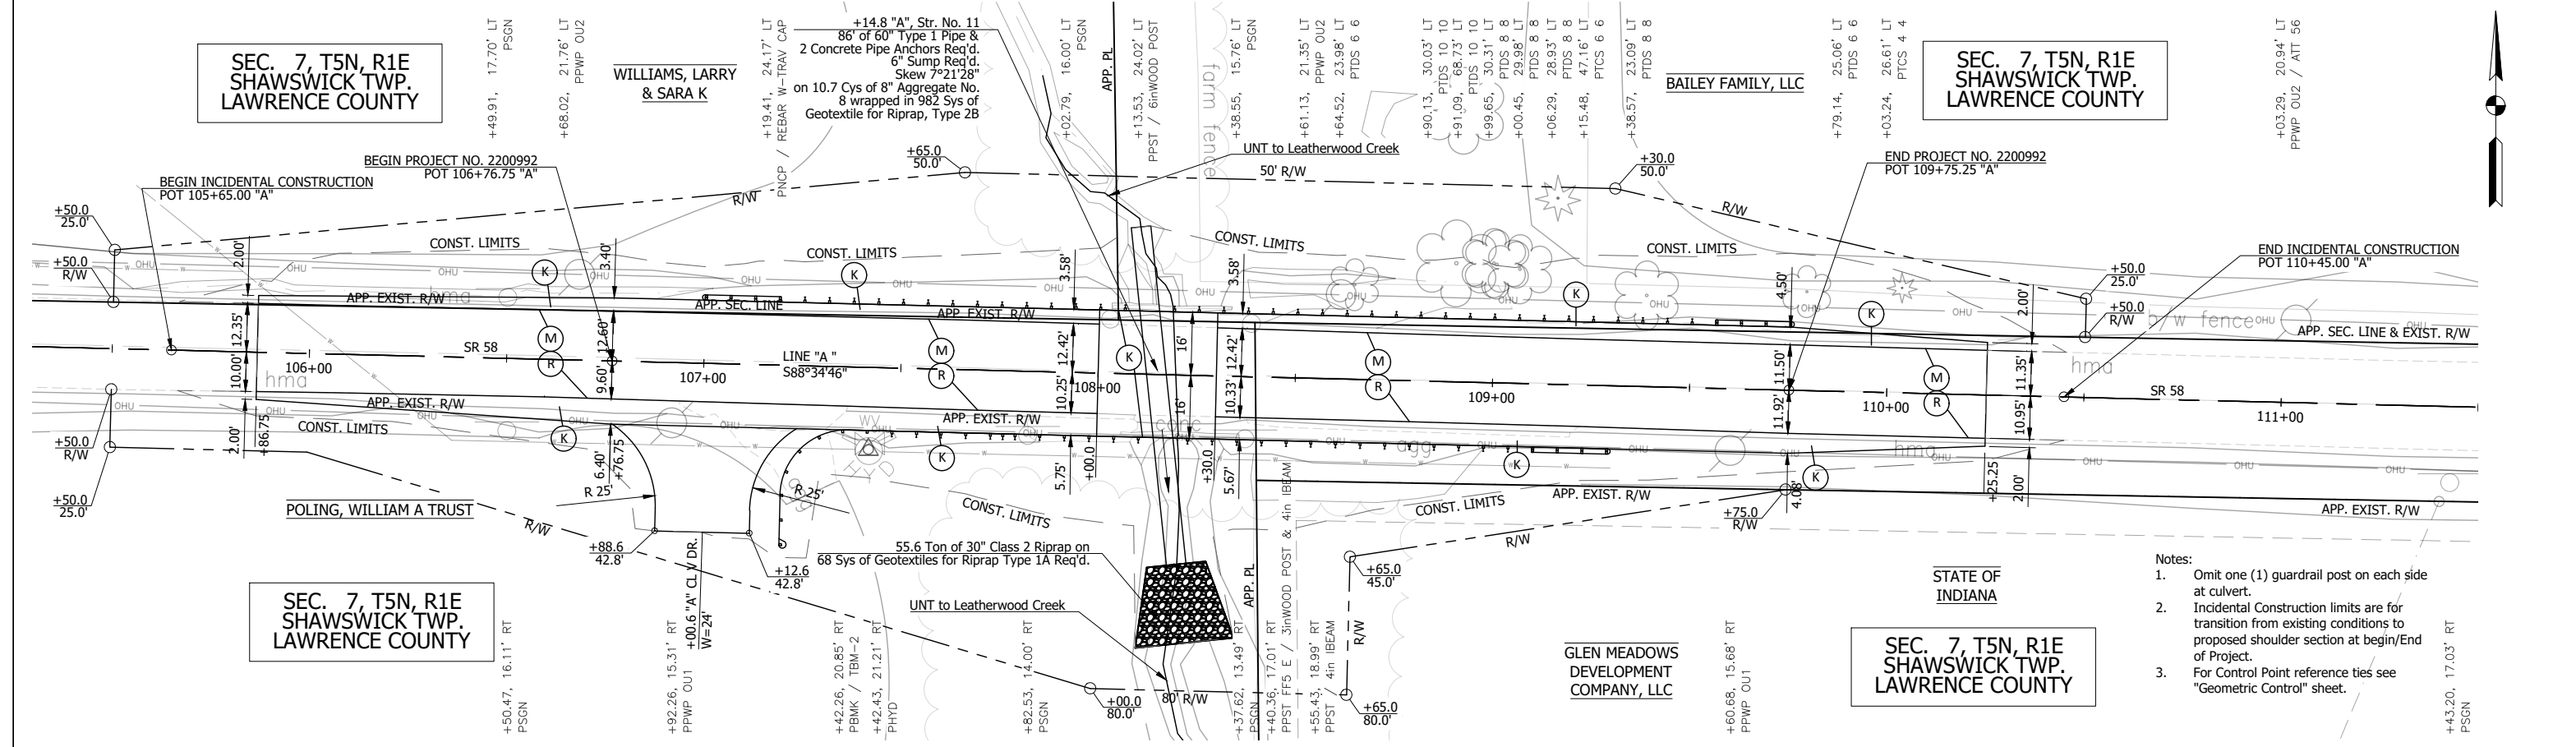 SEC. 7, T5N, R1E
SHAWSWICK TWP.
LAWRENCE COUNTY
+49.91, 17.70' LT
PSGN
+68.02, 21.76' LT
PPWP OU2
WILLIAMS, LARRY
& SARA K
+19.41, 24.17' LT
PNCP / REBAR W-TRAV CAP
+14.8 "A", Str. No. 11
86' of 60" Type 1 Pipe &
2 Concrete Pipe Anchors Req'd.
6" Sump Req'd.
Skew 7°21'28"
on 10.7 Cys of 8" Aggregate No.
8 wrapped in 982 Sys of
Geotextile for Riprap, Type 2B
+02.79, 16.00' LT
PSGN
APP. PL
+13.53, 24.02' LT
PPST / 6inWOOD POST
farm fence
+38.55, 15.76' LT
PSGN
+61.13, 21.35' LT
PPWP OU2
+64.52, 23.98' LT
PTDS 6 6
+90.13, 30.03' LT
PTDS 10 10
+91.09, 68.73' LT
PTDS 10 10
+99.65, 30.31' LT
PTDS 8 8
+00.45, 29.98' LT
PTDS 8 8
+06.29, 28.93' LT
PTDS 8 8
+15.48, 47.16' LT
PTCS 6 6
+38.57, 23.09' LT
PTDS 8 8
BAILEY FAMILY, LLC
+79.14, 25.06' LT
PTDS 6 6
+03.24, 26.61' LT
PTCS 4 4
SEC. 7, T5N, R1E
SHAWSWICK TWP.
LAWRENCE COUNTY
+03.29, 20.94' LT
PPWP OU2 / ATT 56
BEGIN PROJECT NO. 2200992
POT 106+76.75 "A"
BEGIN INCIDENTAL CONSTRUCTION
POT 105+65.00 "A"
+65.0
50.0'
UNT to Leatherwood Creek
50' R/W
+30.0
50.0'
END PROJECT NO. 2200992
POT 109+75.25 "A"
R/W
R/W
+50.0
25.0'
+50.0
R/W
2.00'
CONST. LIMITS
3.40'
CONST. LIMITS
3.58'
CONST. LIMITS
3.58'
CONST. LIMITS
4.50'
END INCIDENTAL CONSTRUCTION
POT 110+45.00 "A"
+50.0
25.0'
+50.0
R/W
2.00'
OHU
OHU
OHU
OHU
OHU
OHU
OHU
OHU
OHU
OHU
OHU
OHU
K
K
K
K
APP. EXIST. R/W
hma
APP. SEC. LINE
APP. EXIST. R/W
b/w fence
APP. SEC. LINE & EXIST. R/W
12.35'
10.00'
SR 58
106+00
hma
M
R
12.60'
9.60'
107+00
LINE "A "
S88°34'46"
M
R
12.42'
10.25'
108+00
K
16'
16'
12.42'
10.33'
M
R
109+00
11.50'
11.92'
110+00
M
R
11.35'
10.95'
hma
SR 58
111+00
OHU
OHU
APP. EXIST. R/W
OHU
APP. EXIST. R/W
+50.0
R/W
+50.0
25.0'
2.00'
+86.75
CONST. LIMITS
K
6.40'
+76.75
R 25'
R 25'
WV
HYD
K
OHU
5.75'
+00.0
conc
+30.0
5.67'
OHU
agg
OHU
K
OHU
hma
K
4.08'
OHU
OHU
OHU
+25.25
2.00'
APP. EXIST. R/W
APP. EXIST. R/W
POLING, WILLIAM A TRUST
R/W
+88.6
42.8'
+00.6 "A" CL V DR.
W=24'
+12.6
42.8'
CONST. LIMITS
CONST. LIMITS
55.6 Ton of 30" Class 2 Riprap on
68 Sys of Geotextiles for Riprap Type 1A Req'd.
UNT to Leatherwood Creek
APP. PL
+65.0
45.0'
R/W
+75.0
R/W
R/W
+00.0
80.0'
80' R/W
+65.0
80.0'
SEC. 7, T5N, R1E
SHAWSWICK TWP.
LAWRENCE COUNTY
+50.47, 16.11' RT
PSGN
+92.26, 15.31' RT
PPWP OU1
+42.26, 20.85' RT
PBMK / TBM-2
+42.43, 21.21' RT
PHYD
+82.53, 14.00' RT
PSGN
+37.62, 13.49' RT
PSGN
+40.36, 17.01' RT
PPST FF5 E / 3inWOOD POST & 4in IBEAM
+55.43, 18.99' RT
PPST / 4in IBEAM
GLEN MEADOWS
DEVELOPMENT
COMPANY, LLC
+60.68, 15.68' RT
PPWP OU1
STATE OF
INDIANA
SEC. 7, T5N, R1E
SHAWSWICK TWP.
LAWRENCE COUNTY
Notes:
1. Omit one (1) guardrail post on each side
at culvert.
2. Incidental Construction limits are for
transition from existing conditions to
proposed shoulder section at begin/End
of Project.
3. For Control Point reference ties see
"Geometric Control" sheet.
+43.20, 17.03' RT
PSGN